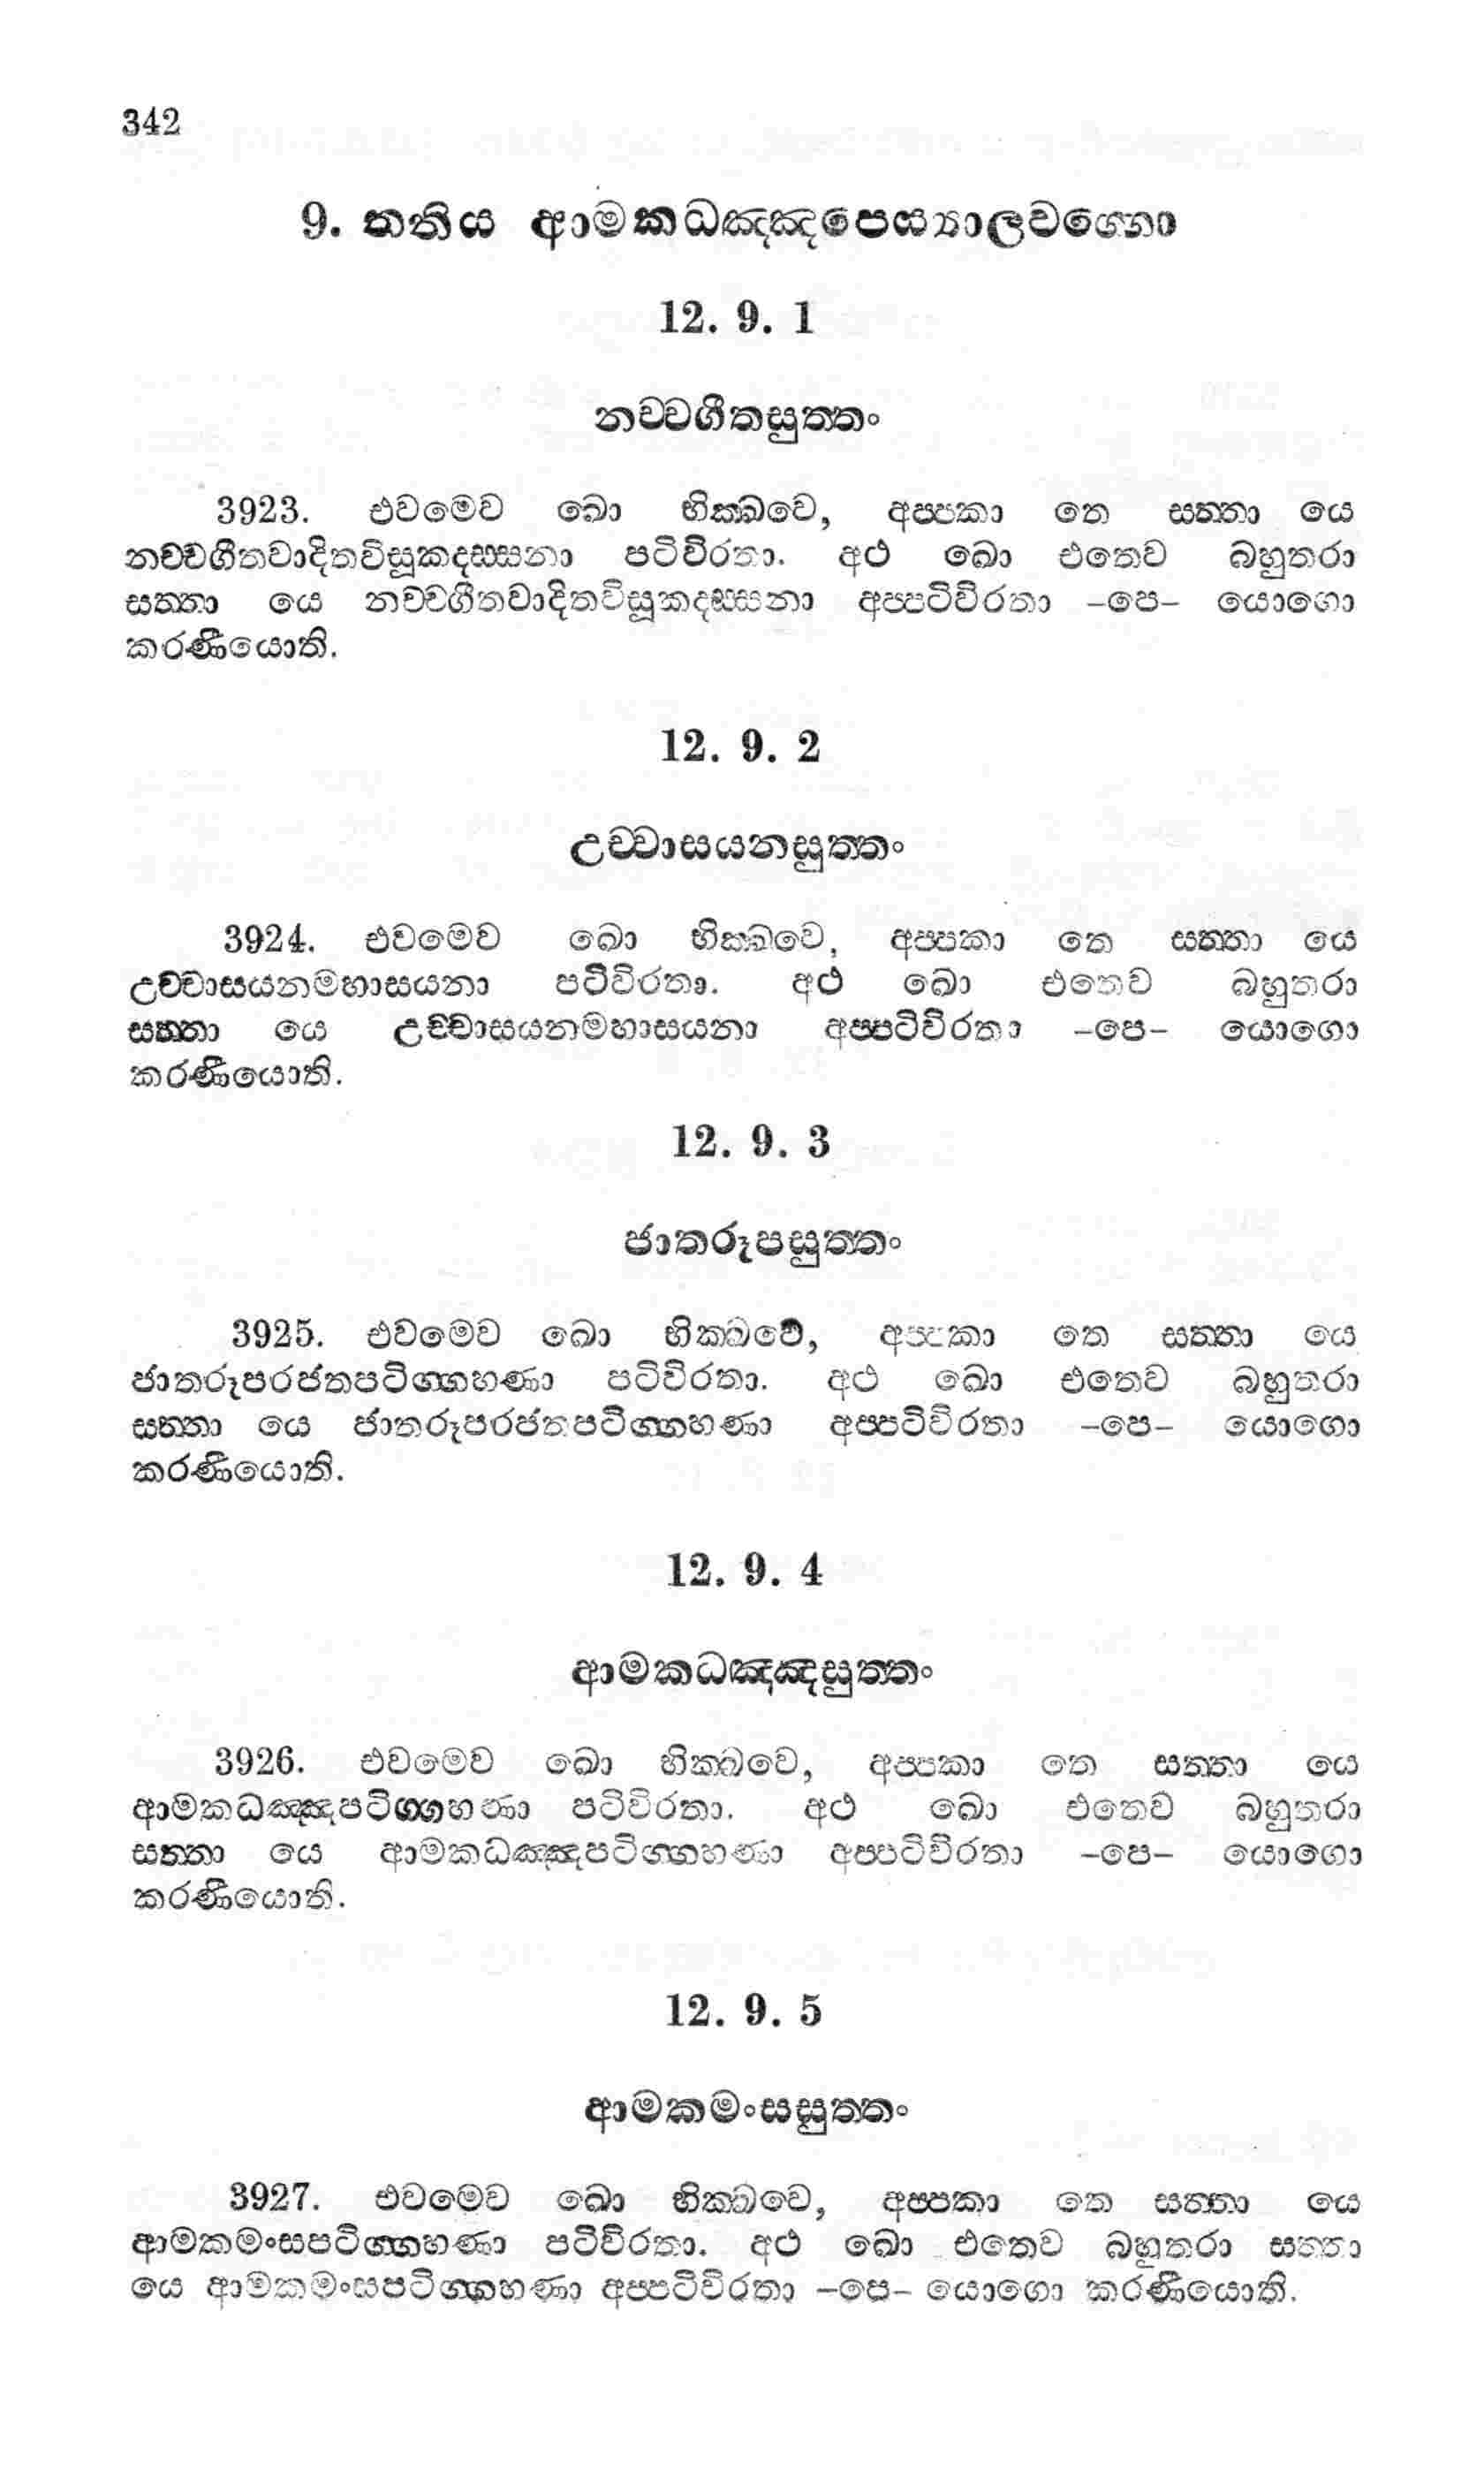 342
9. තතිය ආමකධඤ්ඤපෙය්‍යාලවග්ගො
12. 9. 1
නච්චගීතසුත්තං
3923. එවමෙව ඛො භික්ඛවෙ, අප්පකා තෙ සත්තා යෙ
නච්චගීතවාදිතවිසූකදස්සනා පටිවිරතා. අථ ඛො එතෙව බහුතරා
සත්තා යෙ නච්චගීතවාදිතවිසූකදස්සනා අප්පටිවිරතා –පෙ– යොගො
කරණීයොති.
12. 9. 2
උච්චාසයනසුත්තං
3924. එවමෙව ඛො භික්ඛවෙ, අප්පකා තෙ සත්තා යෙ
උච්චාසයනමහාසයනා පටිවිරතා. අථ ඛො එතෙව බහුතරා
සත්තා යෙ උච්චාසයනමහාසයනා අප්පටිවිරතා –පෙ– යොගො
කරණීයොති.
12. 9. 3
ජාතරූපසුත්තං
3925. එවමෙව ඛො භික්ඛවෙ, අප්පකා තෙ සත්තා යෙ
ජාතරූපරජතපටිග්ගහණා පටිවිරතා. අථ ඛො එතෙව බහුතරා
සත්තා යෙ ජාතරූපරජතපටිග්ගහණා අප්පටිවිරතා –පෙ– යොගො
කරණීයොති.
12. 9. 4
ආමකධඤ්ඤසුත්තං
3926. එවමෙව ඛො භික්ඛවෙ, අප්පකා තෙ සත්තා යෙ
ආමකධඤ්ඤපටිග්ගහණා පටිවිරතා. අථ ඛො එතෙව බහුතරා
සත්තා යෙ ආමකධඤ්ඤපටිග්ගහණා අප්පටිවිරතා –පෙ– යොගො
කරණීයොති.
12. 9. 5
ආමකමංසසුත්තං
3927. එවමෙව ඛො භික්ඛවෙ, අප්පකා තෙ සත්තා යෙ
ආමකමංසපටිග්ගහණා පටිවිරතා. අථ ඛො එතෙව බහුතරා සත්තා
යෙ ආමකමංසපටිග්ගහණා අප්පටිවිරතා –පෙ– යොගො කරණීයොති.